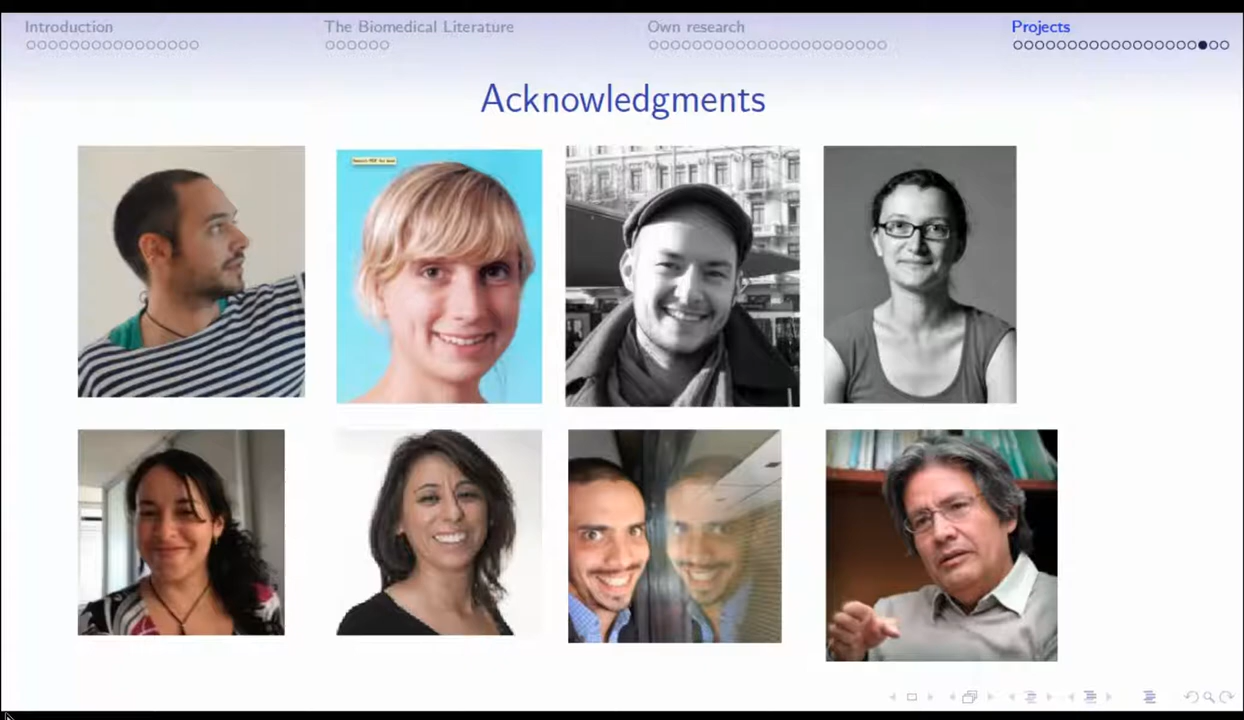 Introduction
The Biomedical Literature
Own research
Projects
Acknowledgments